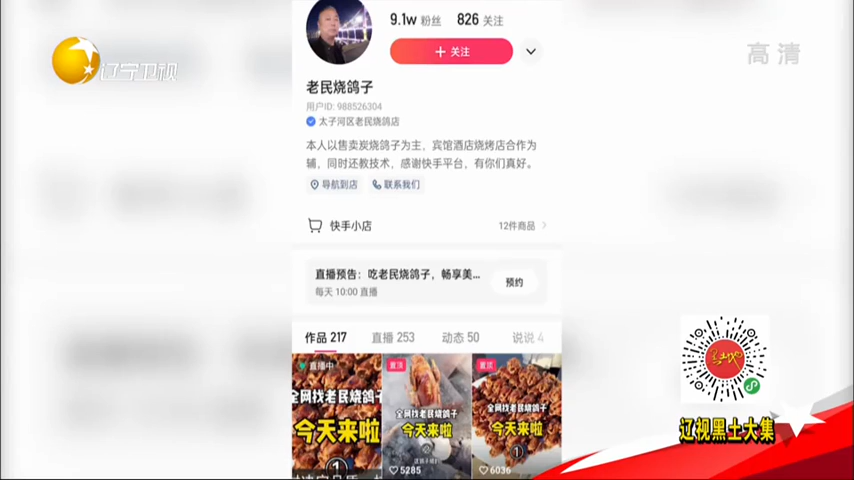 辽宁卫视
高清
9.1w 粉丝 826 关注
+ 关注
老民烧鸽子
用户ID: 988526304
太子河区老民烧鸽店
本人以售卖炭烧鸽子为主，宾馆酒店烧烤店合作为
辅，同时还教技术，感谢快手平台，有你们真好。
导航到店 联系我们
快手小店 12件商品
直播预告：吃老民烧鸽子，畅享美...
预约
每天 10:00 直播
作品 217 直播 253 动态 50 说说 4
直播中
全网找老民烧鸽子
今天来啦
①
置顶
全网找老民烧鸽子
今天来啦
5285
置顶
全网找老民烧鸽子
今天来啦
①
6036
辽视黑土大集